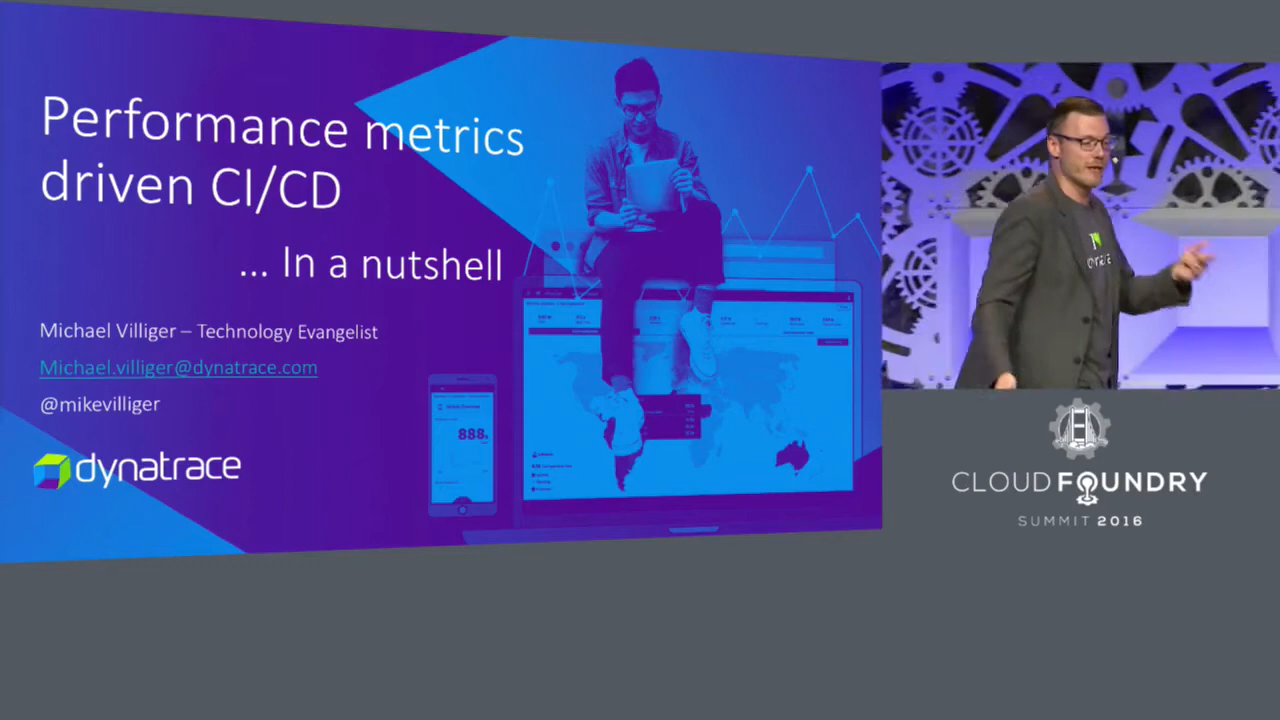 Performance metrics
driven CI/CD
... In a nutshell
Michael Villiger – Technology Evangelist
Michael.villiger@dynatrace.com
@mikevilliger
dynatrace
888
CLOUD FOUNDRY
SUMMIT 2016